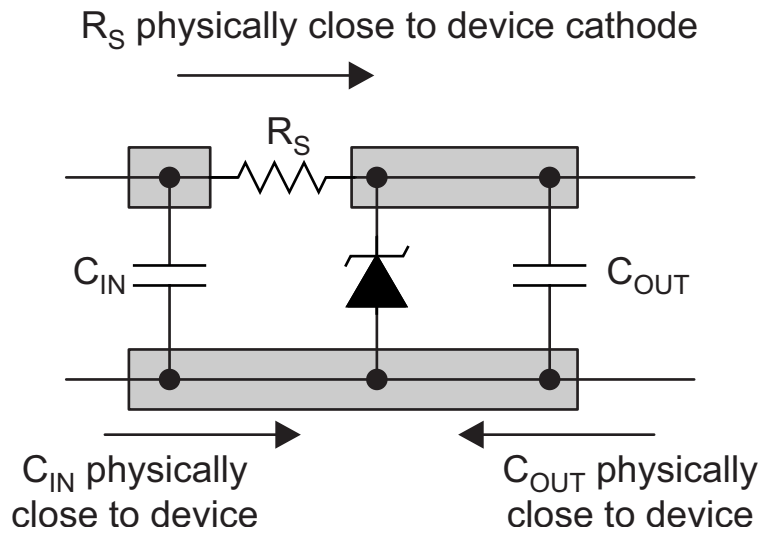 R_S physically close to device cathode
R_S
C_IN
C_OUT
C_IN physically
close to device
C_OUT physically
close to device